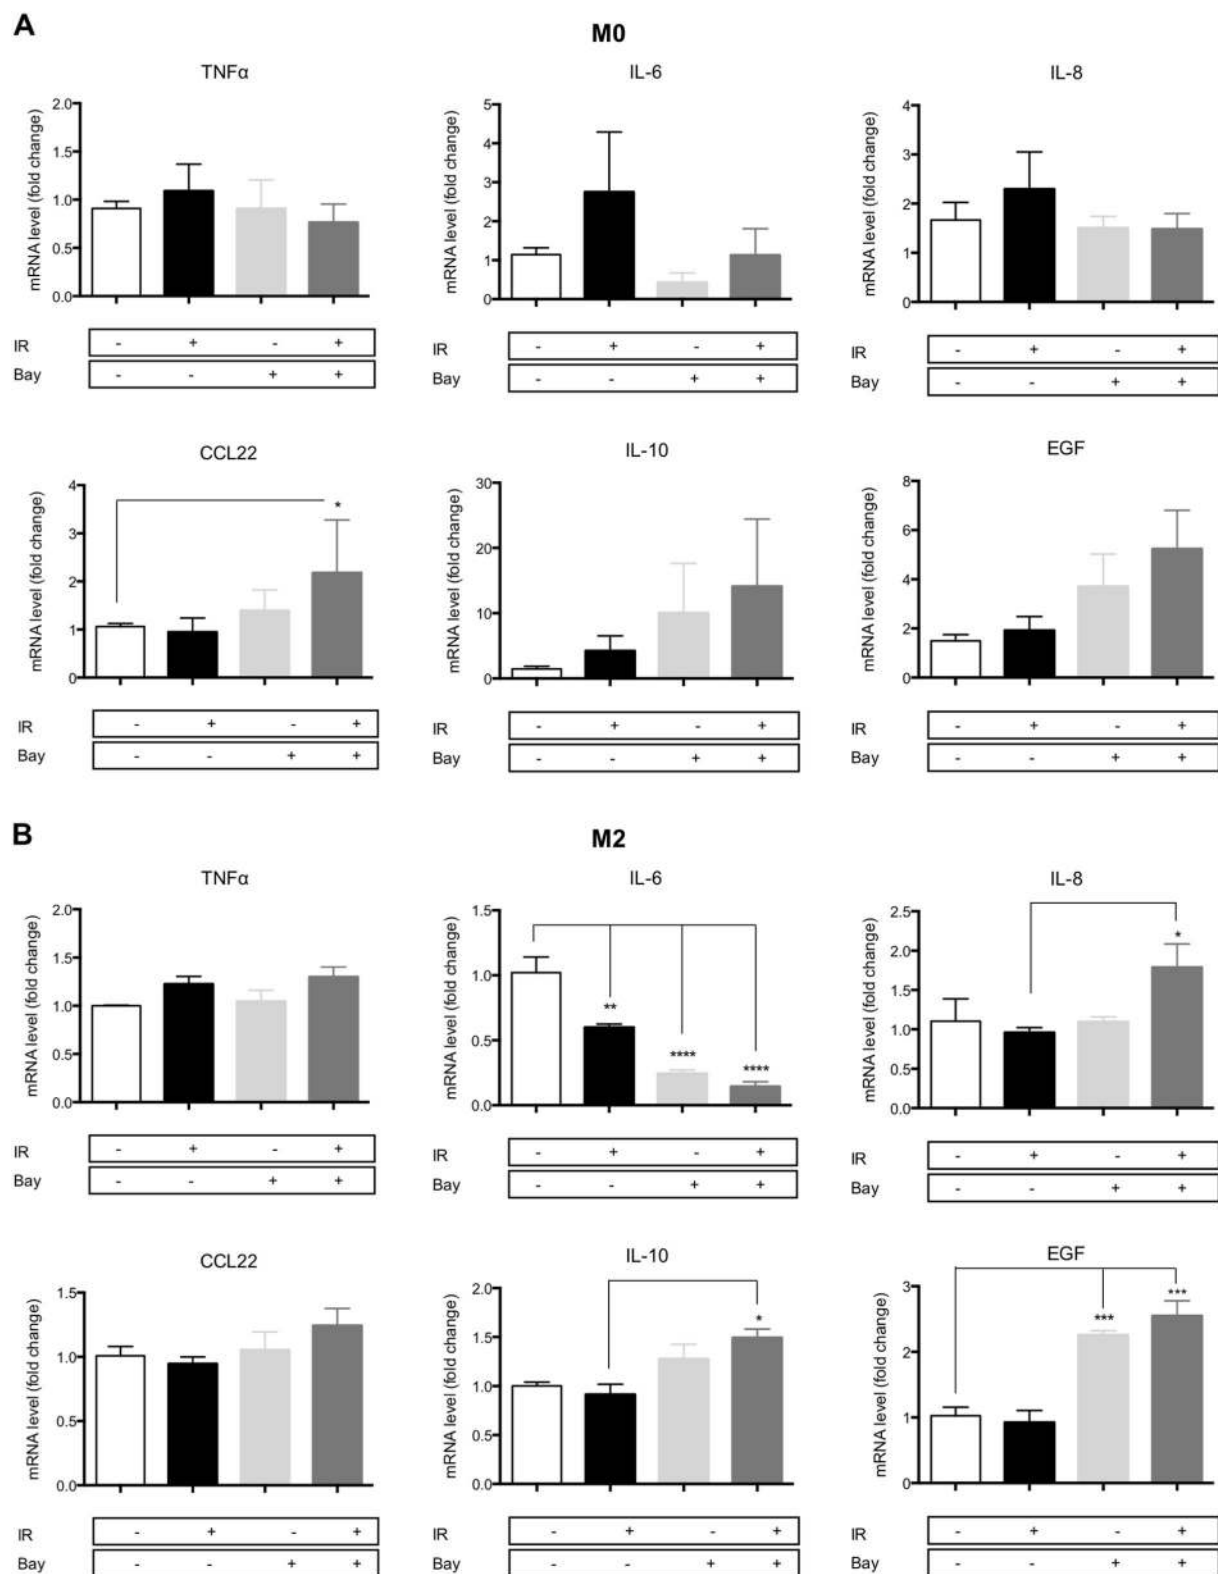 A
M0
TNFα IL-6 IL-8
mRNA level (fold change) 2.0 1.5 1.0 0.5 0.0
mRNA level (fold change) 5 4 3 2 1 0
mRNA level (fold change) 4 3 2 1 0
IR - + - + IR - + - + IR - + - +
Bay - - + + Bay - - + + Bay - - + +
CCL22 IL-10 EGF
mRNA level (fold change) 4 3 2 1 0 *
mRNA level (fold change) 30 20 10 0
mRNA level (fold change) 8 6 4 2 0
IR - + - + IR - + - + IR - + - +
Bay - - + + Bay - - + + Bay - - + +
B
M2
TNFα IL-6 IL-8
mRNA level (fold change) 2.0 1.5 1.0 0.5 0.0
mRNA level (fold change) 1.5 1.0 0.5 0.0 ** **** ****
mRNA level (fold change) 2.5 2.0 1.5 1.0 0.5 0.0 *
IR - + - + IR - + - + IR - + - +
Bay - - + + Bay - - + + Bay - - + +
CCL22 IL-10 EGF
mRNA level (fold change) 1.5 1.0 0.5 0.0
mRNA level (fold change) 2.0 1.5 1.0 0.5 0.0 *
mRNA level (fold change) 3 2 1 0 *** ***
IR - + - + IR - + - + IR - + - +
Bay - - + + Bay - - + + Bay - - + +